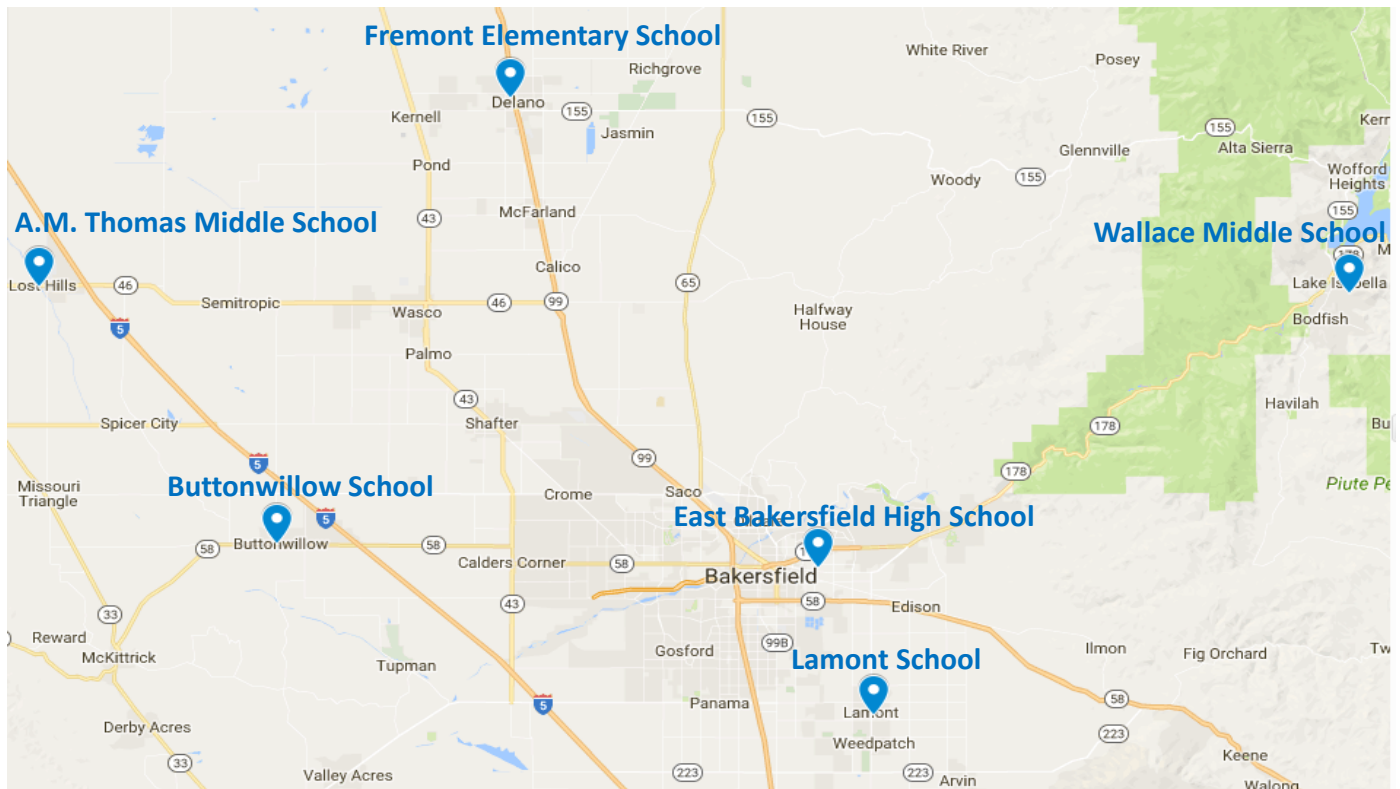 Fremont Elementary School
White River
Posey
Richgrove
Delano
155
155
Kernell
Jasmin
155
Kern
Alta Sierra
Glennville
Pond
Woody
155
Wofford
Heights
McFarland
43
155
A.M. Thomas Middle School
Wallace Middle School
178
M
Calico
Lost Hills
46
65
Lake Isabella
Semitropic
46
99
Wasco
Halfway
House
Bodfish
5
Palmo
43
Havilah
Spicer City
Shafter
178
Bu
99
5
178
Missouri
Triangle
Buttonwillow School
Crome
Saco
Piute Pe
5
East Bakersfield High School
58
Buttonwillow
58
Calders Corner
58
Bakersfield
43
58
Edison
33
Reward
McKittrick
99B
Gosford
Ilmon
Fig Orchard
Tw
Tupman
Lamont School
5
Panama
Lamont
58
Derby Acres
223
Weedpatch
33
Keene
Valley Acres
223
223
Arvin
Walong